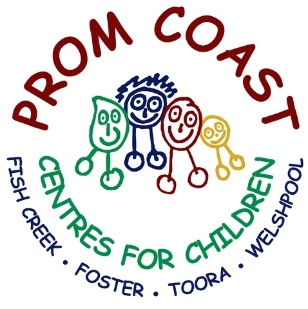 PROM COAST
CENTRES FOR CHILDREN
FISH CREEK • FOSTER • TOORA • WELSHPOOL